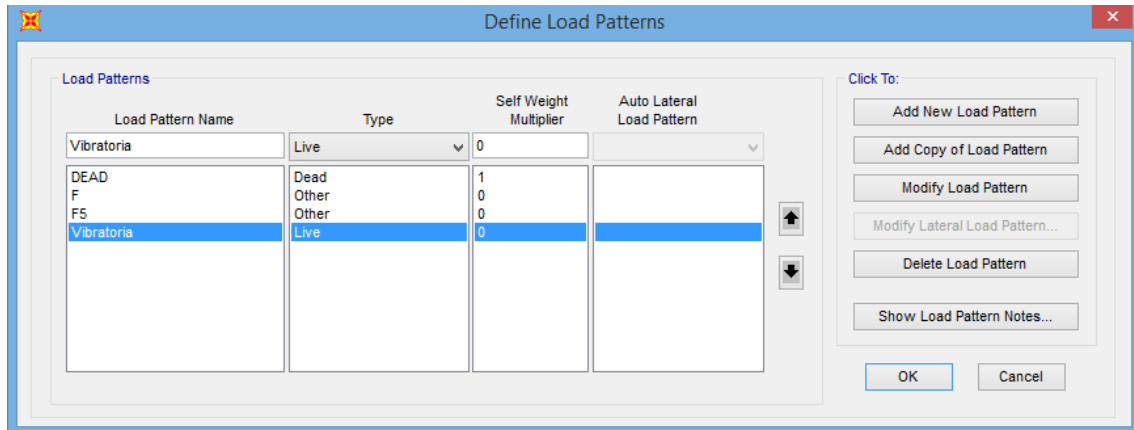 Define Load Patterns
Load Patterns
Click To:
Load Pattern Name
Type
Self Weight
Multiplier
Auto Lateral
Load Pattern
Vibratoria
Live
0
DEAD Dead 1
F Other 0
F5 Other 0
Vibratoria Live 0
Add New Load Pattern
Add Copy of Load Pattern
Modify Load Pattern
Modify Lateral Load Pattern...
Delete Load Pattern
Show Load Pattern Notes...
OK
Cancel